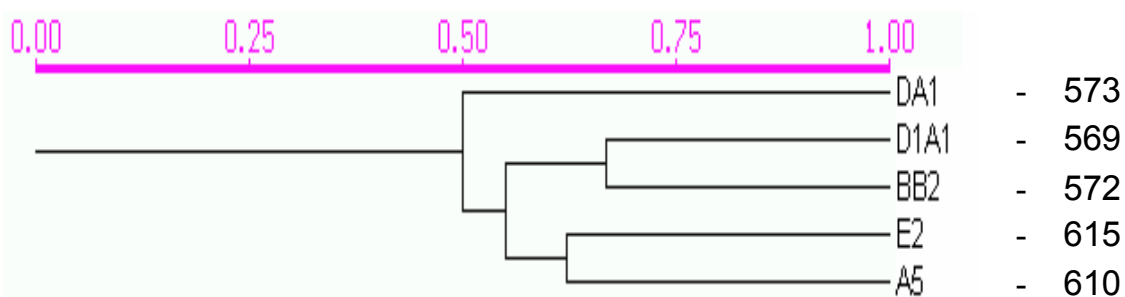 0.00 0.25 0.50 0.75 1.00
DA1 - 573
D1A1 - 569
BB2 - 572
E2 - 615
A5 - 610